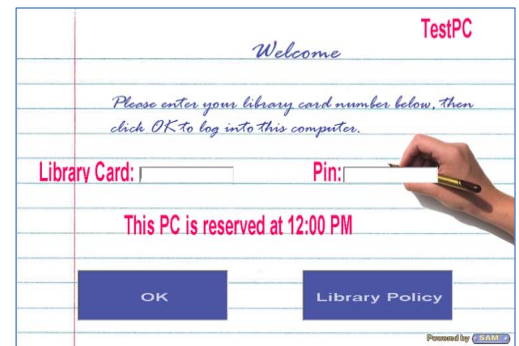 TestPC
Welcome
Please enter your library card number below, then
click OK to log into this computer.
Library Card: Pin:
This PC is reserved at 12:00 PM
OK Library Policy
Powered by SAM